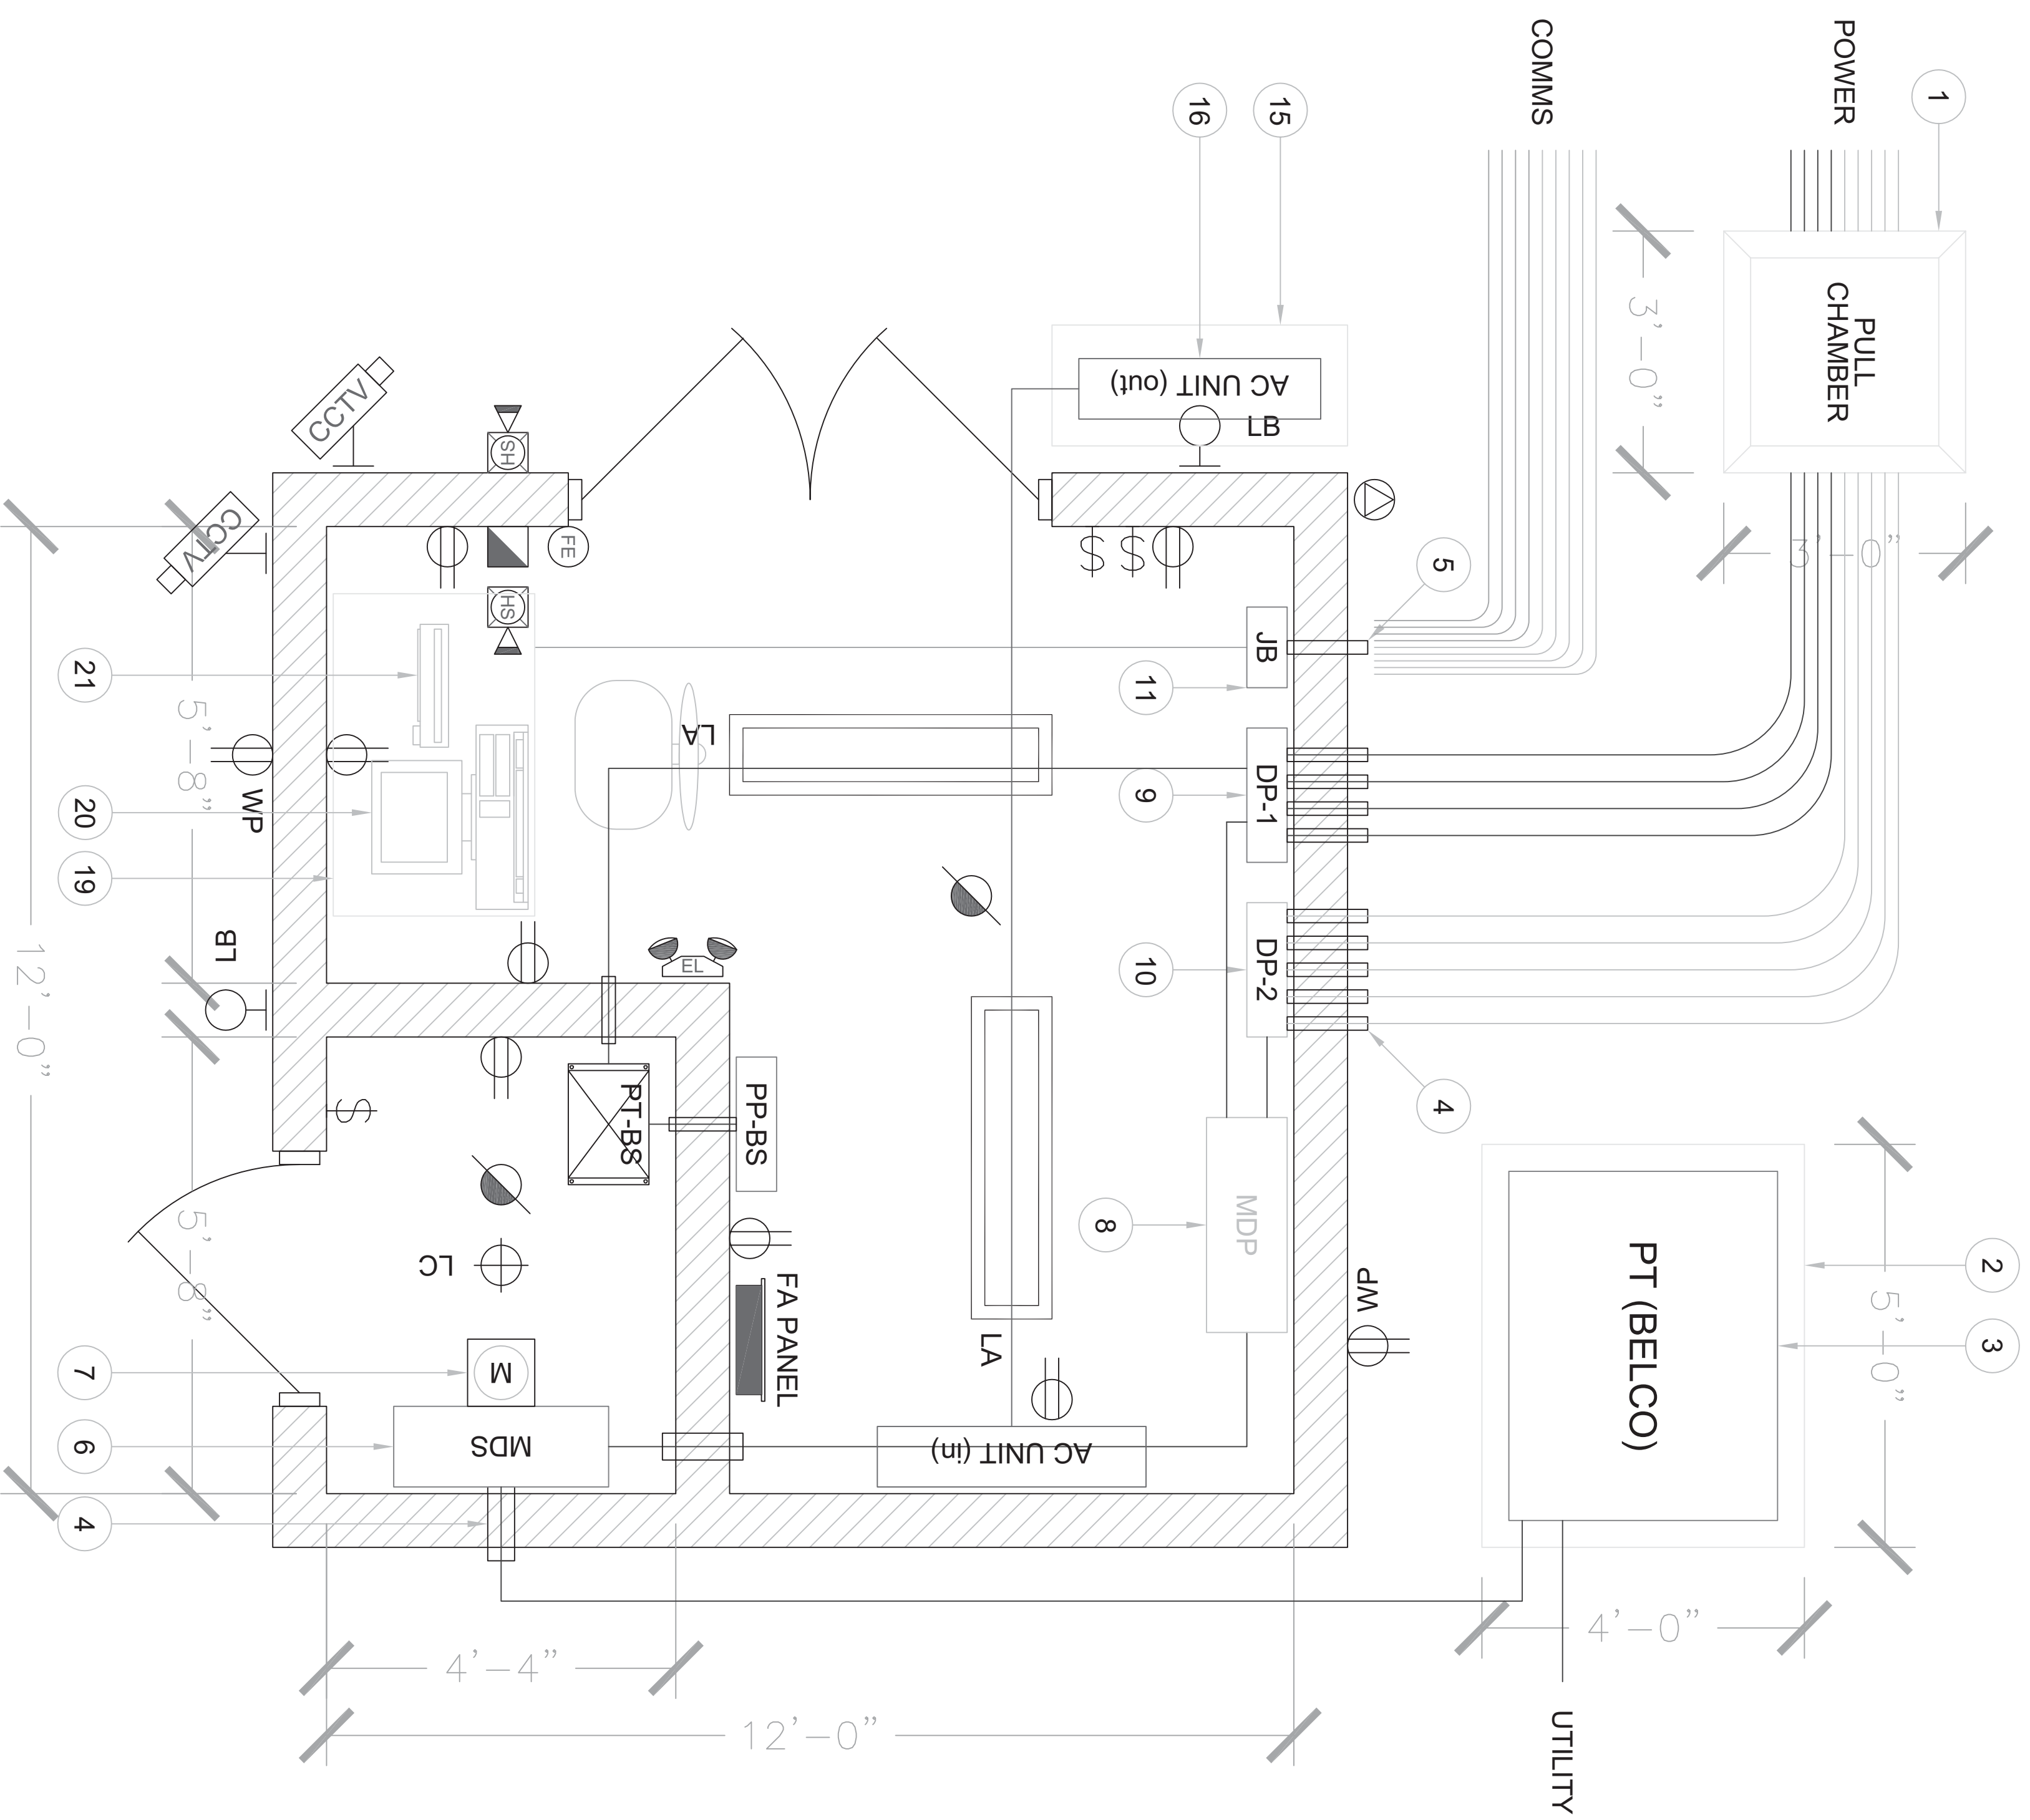 COMMS
POWER
1
16
15
PULL
CHAMBER
3'-0"
3'-0"
AC UNIT (out)
LB
CCTV
CCTV
SH
FE
HS
$
$
5
JB
11
21
5'-8"
LA
DP-1
9
20
WP
19
DP-2
10
LB
EL
12'-0"
4
PT-BS
PP-BS
$
MDP
8
5'-8"
LC
WP
PT (BELCO)
2
3
5'-0"
FA PANEL
LA
M
7
MDS
6
AC UNIT (in)
4
4'-4"
4'-0"
12'-0"
UTILITY